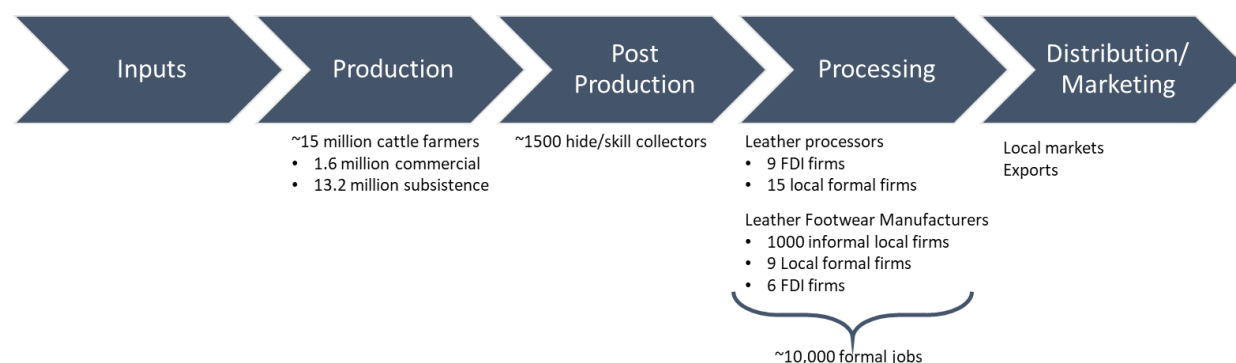 Inputs
Production
Post
Production
Processing
Distribution/
Marketing
~15 million cattle farmers
• 1.6 million commercial
• 13.2 million subsistence
~1500 hide/skill collectors
Leather processors
• 9 FDI firms
• 15 local formal firms
Leather Footwear Manufacturers
• 1000 informal local firms
• 9 Local formal firms
• 6 FDI firms
~10,000 formal jobs
Local markets
Exports